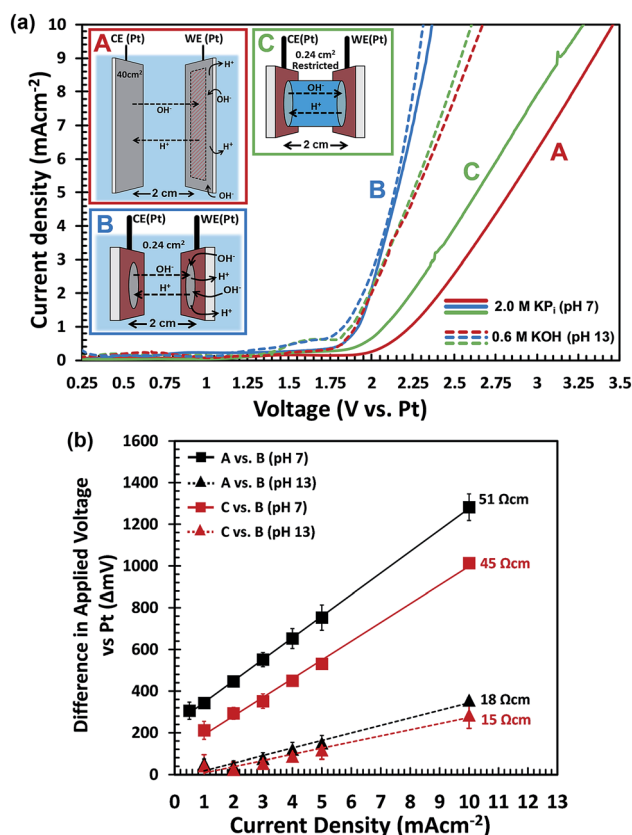 (a)
10
9
8
7
6
5
4
3
2
1
0
Current density (mAcm-2)
0.25 0.5 0.75 1 1.25 1.5 1.75 2 2.25 2.5 2.75 3 3.25 3.5
Voltage (V vs. Pt)
A
CE (Pt) WE (Pt)
40cm2
H+
OH-
OH-
H+
H+
OH-
2 cm
B
CE(Pt) WE(Pt)
0.24 cm2
OH-
H+
H+
OH-
H+
2 cm
C
CE(Pt) WE(Pt)
0.24 cm2
Restricted
OH-
H+
2 cm
B
C
A
2.0 M KPi (pH 7)
0.6 M KOH (pH 13)
(b)
1600
1400
1200
1000
800
600
400
200
0
Difference in Applied Voltage
vs Pt (ΔmV)
A vs. B (pH 7)
A vs. B (pH 13)
C vs. B (pH 7)
C vs. B (pH 13)
51 Ωcm
45 Ωcm
18 Ωcm
15 Ωcm
0 1 2 3 4 5 6 7 8 9 10 11 12 13
Current Density (mAcm-2)